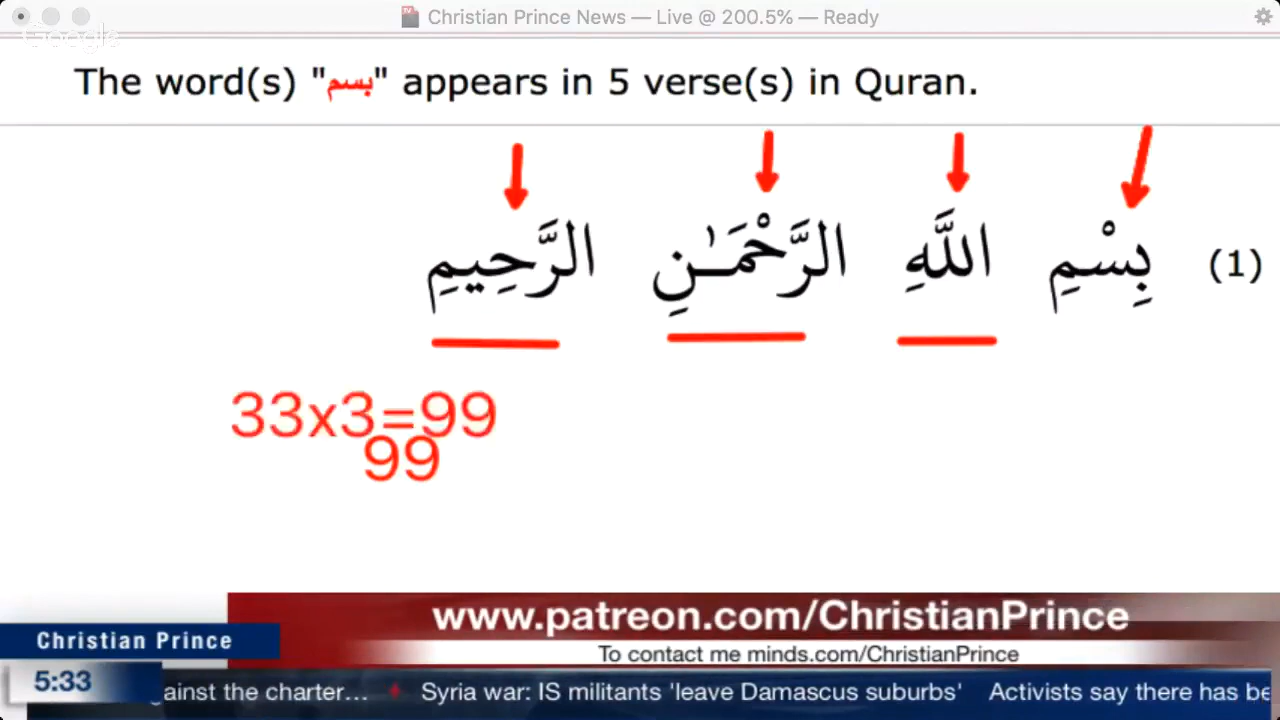 Christian Prince News — Live @ 200.5% — Ready
Google
The word(s) "بسم" appears in 5 verse(s) in Quran.
(1) بِسْمِ اللَّهِ الرَّحْمَـٰنِ الرَّحِيمِ
33x3=99
99
www.patreon.com/ChristianPrince
Christian Prince
To contact me minds.com/ChristianPrince
5:33
ainst the charter... Syria war: IS militants 'leave Damascus suburbs' Activists say there has be